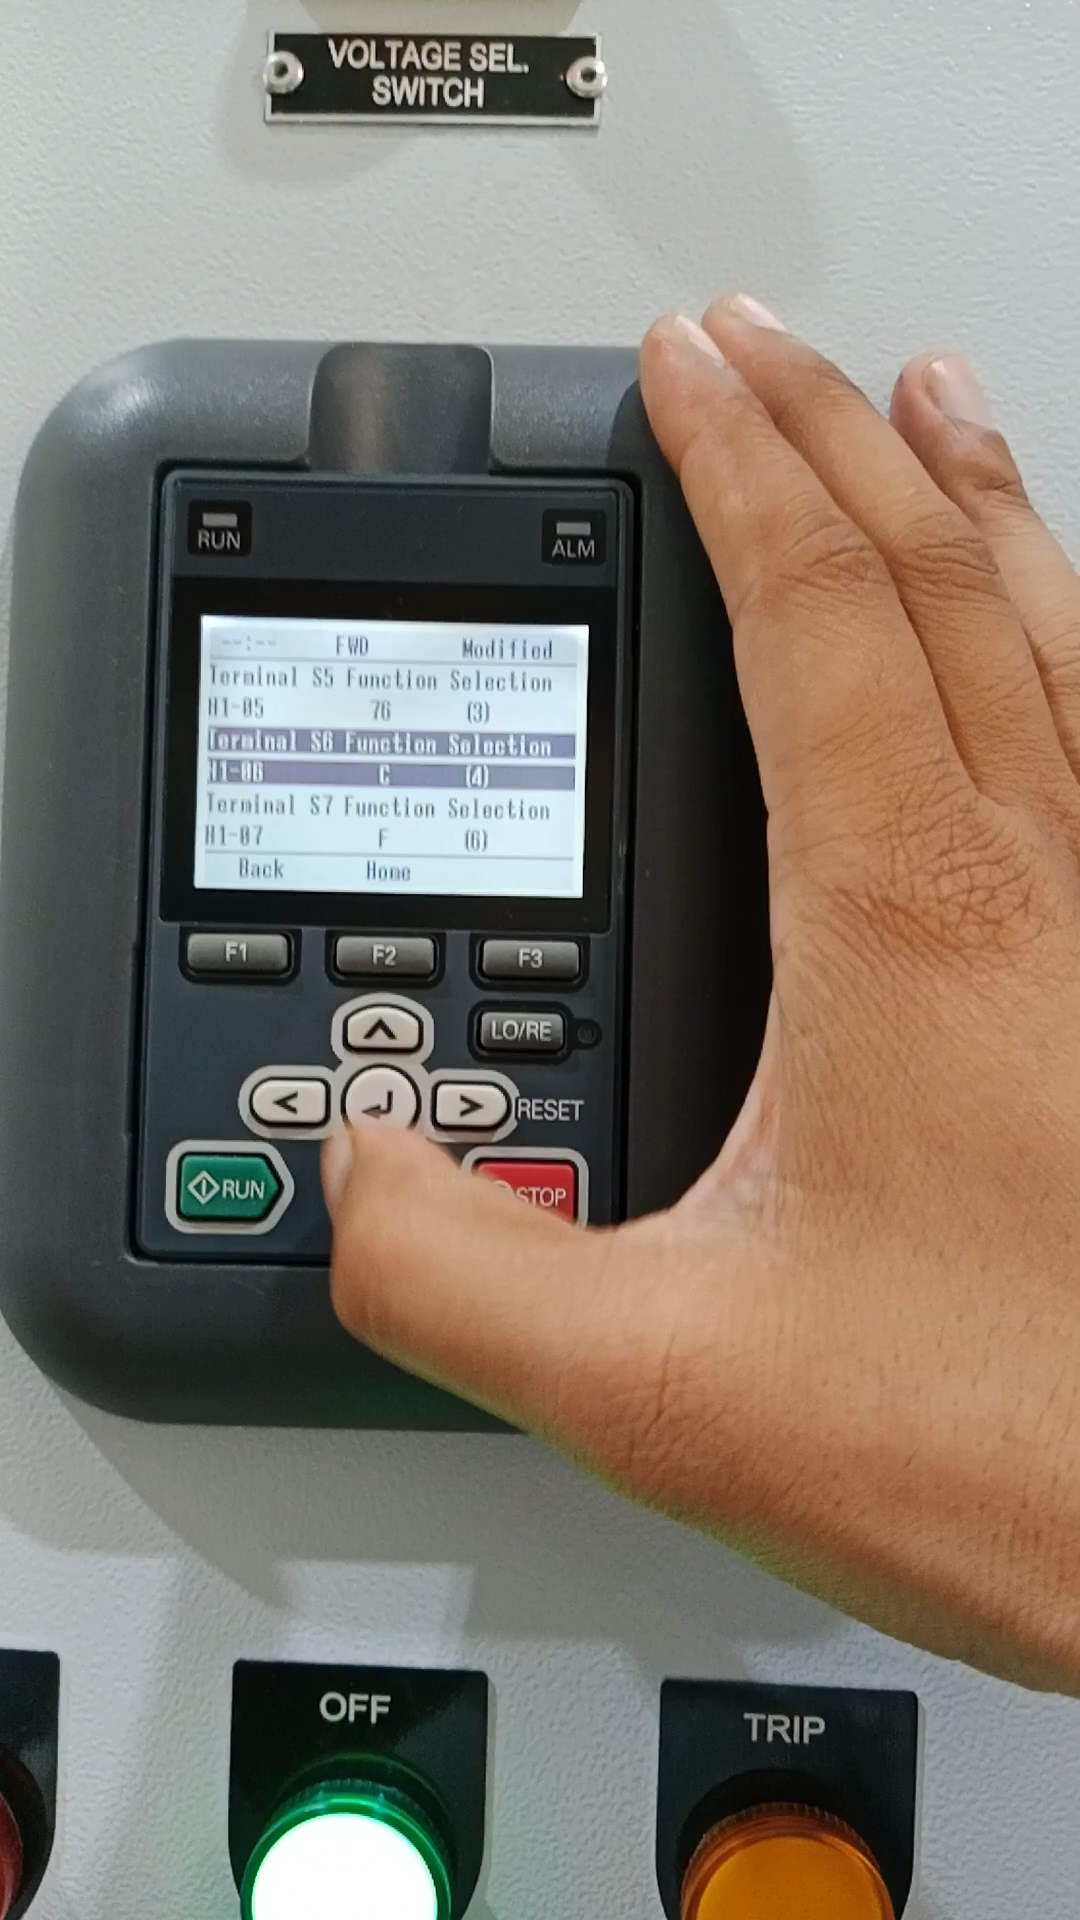 VOLTAGE SEL.
SWITCH
RUN
ALM
--:-- FWD Modified
Terminal S5 Function Selection
H1-05 76 (3)
Terminal S6 Function Selection
H1-06 C (4)
Terminal S7 Function Selection
H1-07 F (6)
Back Home
F1 F2 F3
LO/RE
RESET
RUN
STOP
OFF
TRIP